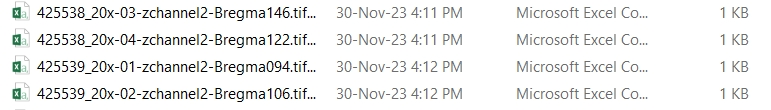 425538_20x-03-zchannel2-Bregma146.tif... 30-Nov-23 4:11 PM Microsoft Excel Co... 1 KB
425538_20x-04-zchannel2-Bregma122.tif... 30-Nov-23 4:11 PM Microsoft Excel Co... 1 KB
425539_20x-01-zchannel2-Bregma094.tif... 30-Nov-23 4:12 PM Microsoft Excel Co... 1 KB
425539_20x-02-zchannel2-Bregma106.tif... 30-Nov-23 4:12 PM Microsoft Excel Co... 1 KB